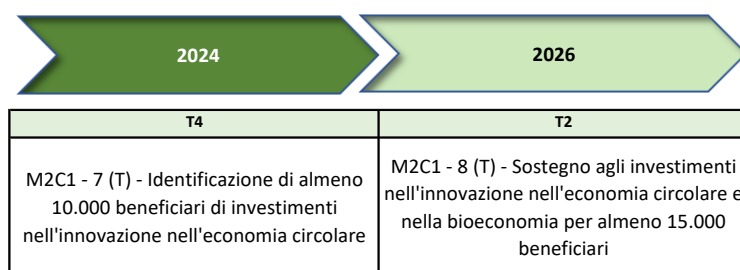 2024
2026
T4
T2
M2C1 - 7 (T) - Identificazione di almeno
10.000 beneficiari di investimenti
nell'innovazione nell'economia circolare
M2C1 - 8 (T) - Sostegno agli investimenti
nell'innovazione nell'economia circolare e
nella bioeconomia per almeno 15.000
beneficiari